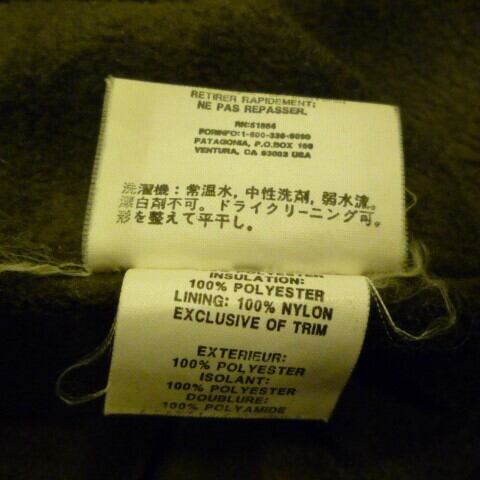 RETIRER RAPIDEMENT;
NE PAS REPASSER.
RN:51884
FORINFO:1-800-336-9090
PATAGONIA, P.O.BOX 150
VENTURA, CA 93003 USA
洗濯機：常温水，中性洗剤，弱水流。
漂白剤不可。ドライクリーニング可。
形を整えて平干し。
INSULATION:
100% POLYESTER
LINING: 100% NYLON
EXCLUSIVE OF TRIM
EXTERIEUR:
100% POLYESTER
ISOLANT:
100% POLYESTER
DOUBLURE:
100% POLYAMIDE